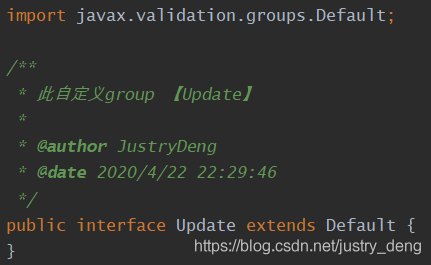 import javax.validation.groups.Default;
/**
* 此自定义group 【Update】
*
* @author JustryDeng
* @date 2020/4/22 22:29:46
*/
public interface Update extends Default {
}
https://blog.csdn.net/justry_deng